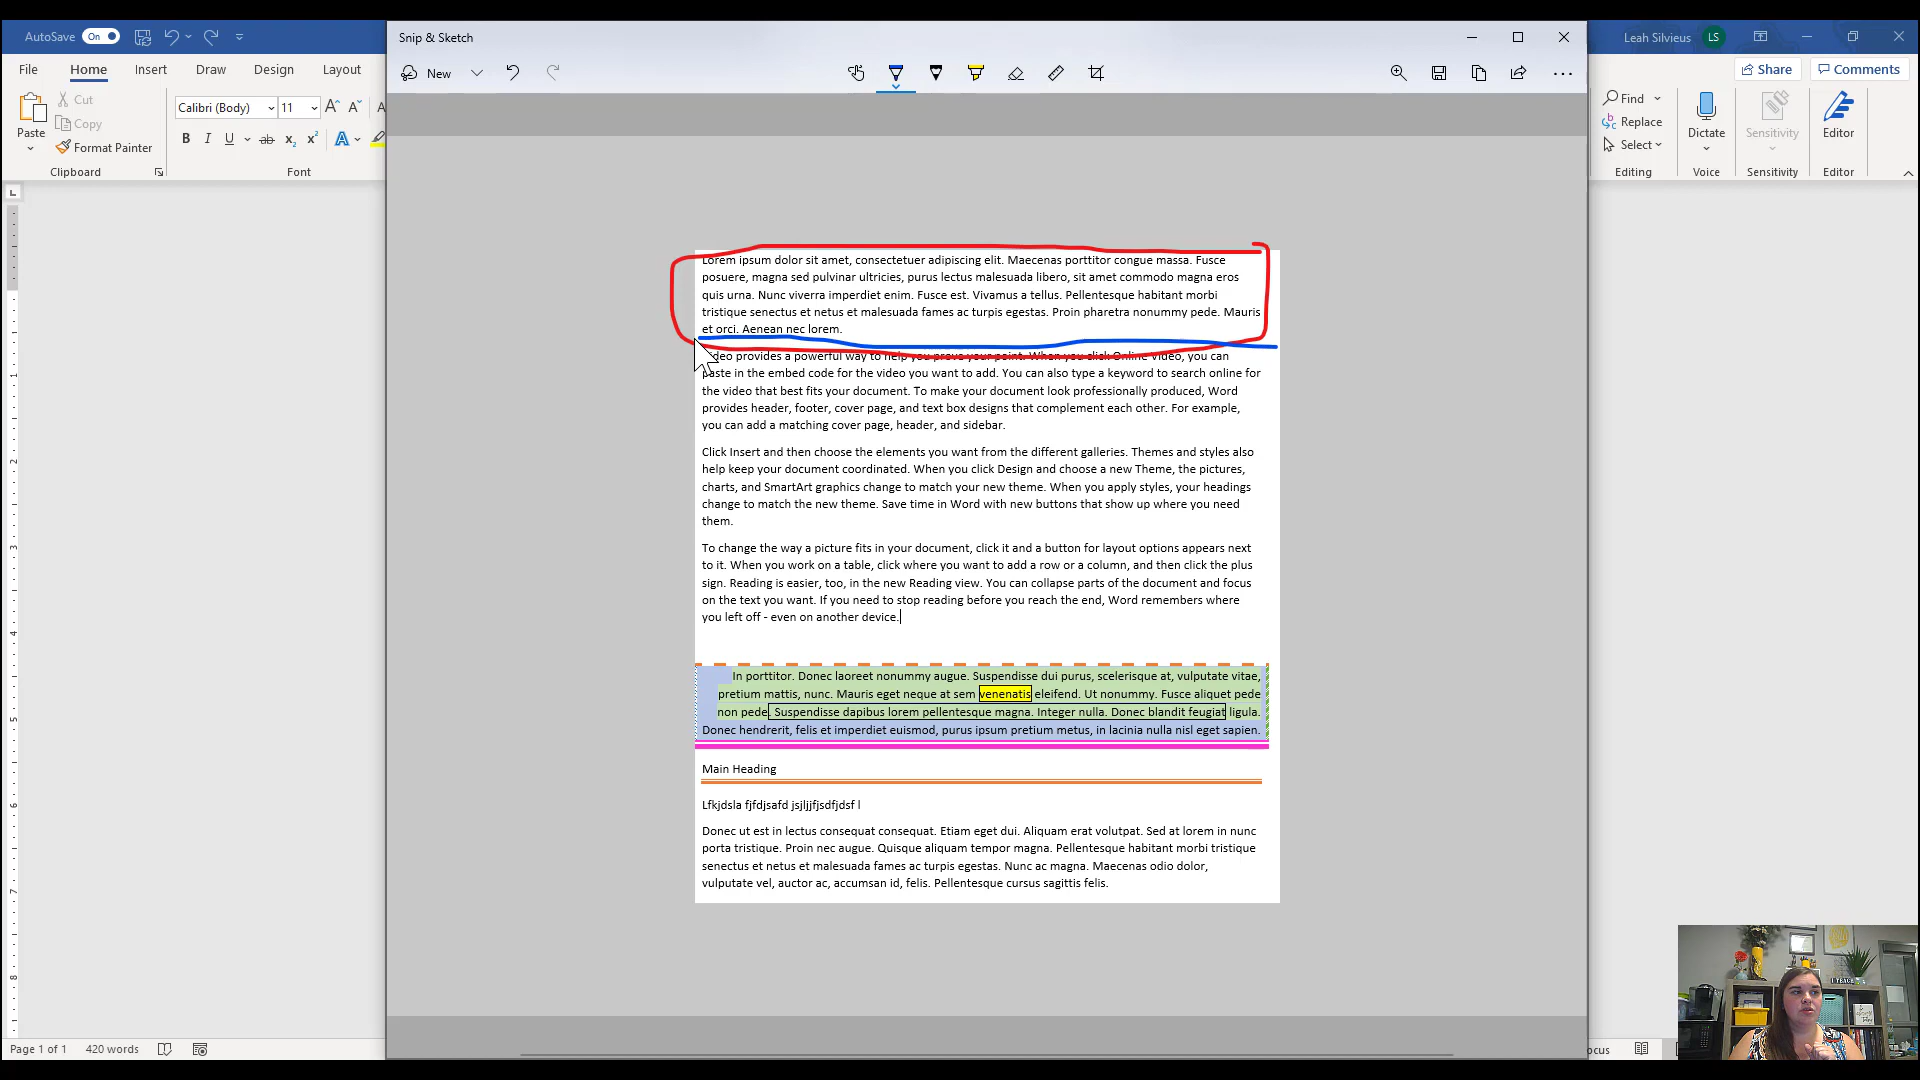 AutoSave On
Snip & Sketch
Leah Silvieus LS
File Home Insert Draw Design Layout
New
Share Comments
Cut
Copy
Paste
Format Painter
Clipboard
Calibri (Body) 11
Font
Find
Replace
Select
Editing
Dictate
Voice
Sensitivity
Sensitivity
Editor
Editor
Lorem ipsum dolor sit amet, consectetuer adipiscing elit. Maecenas porttitor congue massa. Fusce
posuere, magna sed pulvinar ultricies, purus lectus malesuada libero, sit amet commodo magna eros
quis urna. Nunc viverra imperdiet enim. Fusce est. Vivamus a tellus. Pellentesque habitant morbi
tristique senectus et netus et malesuada fames ac turpis egestas. Proin pharetra nonummy pede. Mauris
et orci. Aenean nec lorem.
Video provides a powerful way to help you prove your point. When you click Online Video, you can
paste in the embed code for the video you want to add. You can also type a keyword to search online for
the video that best fits your document. To make your document look professionally produced, Word
provides header, footer, cover page, and text box designs that complement each other. For example,
you can add a matching cover page, header, and sidebar.
Click Insert and then choose the elements you want from the different galleries. Themes and styles also
help keep your document coordinated. When you click Design and choose a new Theme, the pictures,
charts, and SmartArt graphics change to match your new theme. When you apply styles, your headings
change to match the new theme. Save time in Word with new buttons that show up where you need
them.
To change the way a picture fits in your document, click it and a button for layout options appears next
to it. When you work on a table, click where you want to add a row or a column, and then click the plus
sign. Reading is easier, too, in the new Reading view. You can collapse parts of the document and focus
on the text you want. If you need to stop reading before you reach the end, Word remembers where
you left off - even on another device.
In porttitor. Donec laoreet nonummy augue. Suspendisse dui purus, scelerisque at, vulputate vitae,
pretium mattis, nunc. Mauris eget neque at sem venenatis eleifend. Ut nonummy. Fusce aliquet pede
non pede. Suspendisse dapibus lorem pellentesque magna. Integer nulla. Donec blandit feugiat ligula.
Donec hendrerit, felis et imperdiet euismod, purus ipsum pretium metus, in lacinia nulla nisl eget sapien.
Main Heading
Lfkjdsla fjfdjsafd jsjljjfjsdfjdsf l
Donec ut est in lectus consequat consequat. Etiam eget dui. Aliquam erat volutpat. Sed at lorem in nunc
porta tristique. Proin nec augue. Quisque aliquam tempor magna. Pellentesque habitant morbi tristique
senectus et netus et malesuada fames ac turpis egestas. Nunc ac magna. Maecenas odio dolor,
vulputate vel, auctor ac, accumsan id, felis. Pellentesque cursus sagittis felis.
Page 1 of 1 420 words
ocus